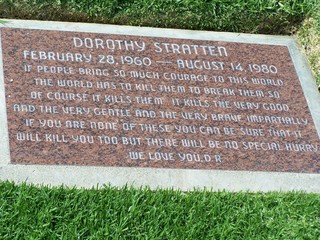 DOROTHY STRATTEN
FEBRUARY 28, 1960 — AUGUST 14, 1980
IF PEOPLE BRING SO MUCH COURAGE TO THIS WORLD
THE WORLD HAS TO KILL THEM TO BREAK THEM, SO
OF COURSE IT KILLS THEM IT KILLS THE VERY GOOD
AND THE VERY GENTLE AND THE VERY BRAVE IMPARTIALLY
IF YOU ARE NONE OF THESE YOU CAN BE SURE THAT IT
WILL KILL YOU TOO BUT THERE WILL BE NO SPECIAL HURRY
WE LOVE YOU, D.R.